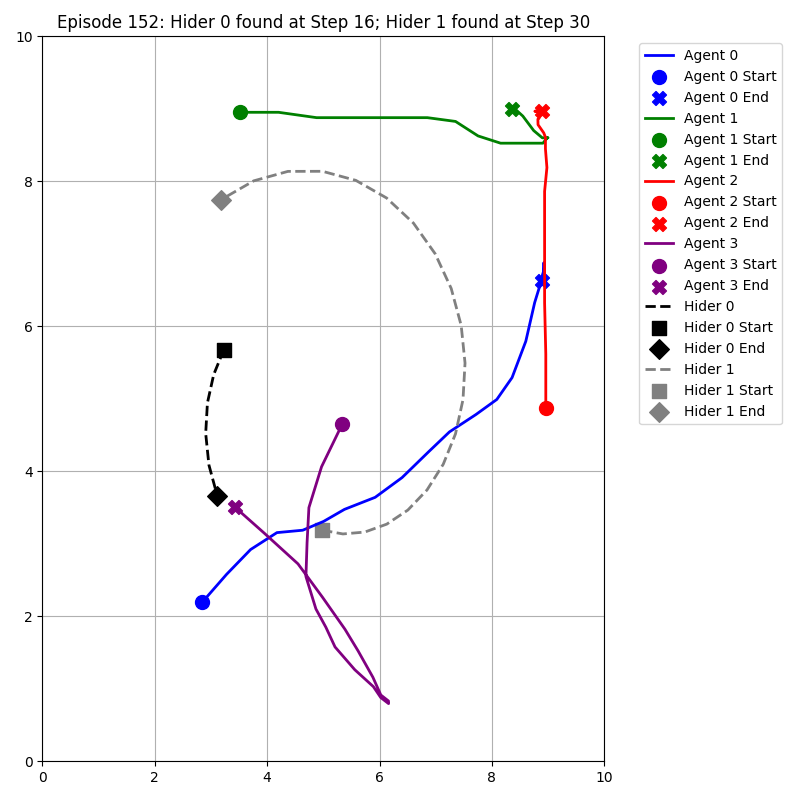 Episode 152: Hider 0 found at Step 16; Hider 1 found at Step 30
10
8
6
4
2
0
0 2 4 6 8 10
Agent 0
Agent 0 Start
Agent 0 End
Agent 1
Agent 1 Start
Agent 1 End
Agent 2
Agent 2 Start
Agent 2 End
Agent 3
Agent 3 Start
Agent 3 End
Hider 0
Hider 0 Start
Hider 0 End
Hider 1
Hider 1 Start
Hider 1 End